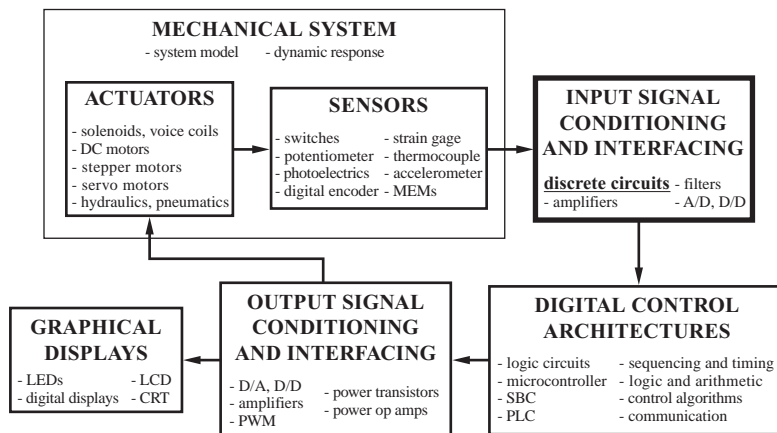 MECHANICAL SYSTEM
- system model - dynamic response
ACTUATORS
- solenoids, voice coils
- DC motors
- stepper motors
- servo motors
- hydraulics, pneumatics
SENSORS
- switches - strain gage
- potentiometer - thermocouple
- photoelectrics - accelerometer
- digital encoder - MEMs
INPUT SIGNAL
CONDITIONING
AND INTERFACING
discrete circuits - filters
- amplifiers - A/D, D/D
GRAPHICAL
DISPLAYS
- LEDs - LCD
- digital displays - CRT
OUTPUT SIGNAL
CONDITIONING
AND INTERFACING
- D/A, D/D - power transistors
- amplifiers - power op amps
- PWM
DIGITAL CONTROL
ARCHITECTURES
- logic circuits - sequencing and timing
- microcontroller - logic and arithmetic
- SBC - control algorithms
- PLC - communication